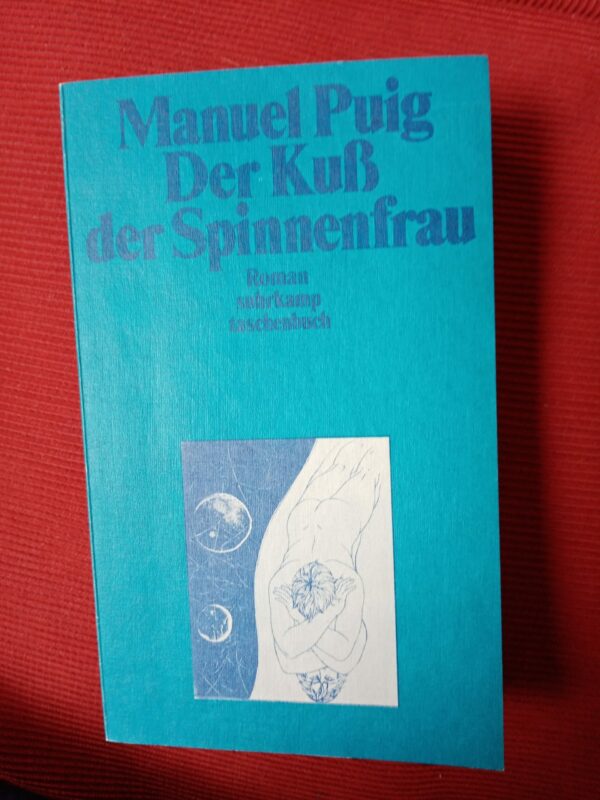 Manuel Puig
Der Kuß
der Spinnenfrau
Roman
suhrkamp
taschenbuch